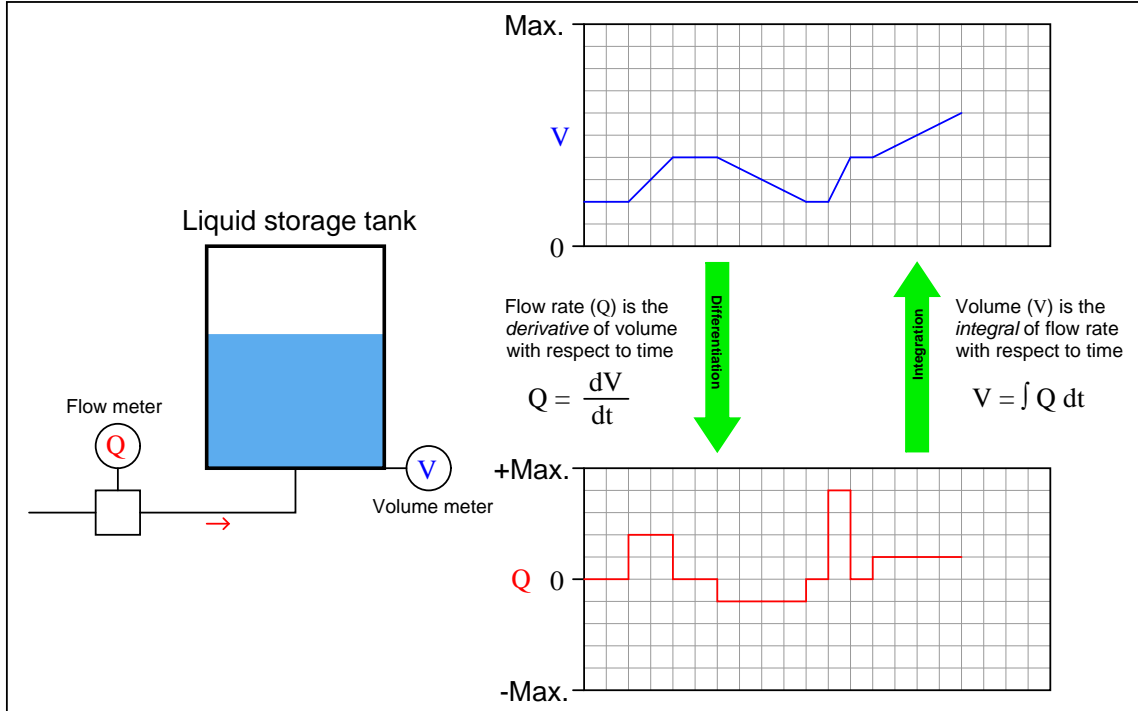 Liquid storage tank
Flow meter
Q
V
Volume meter
Max.
V
0
Flow rate (Q) is the
derivative of volume
with respect to time
Q = dV/dt
Differentiation
Integration
Volume (V) is the
integral of flow rate
with respect to time
V = ∫ Q dt
+Max.
Q 0
-Max.